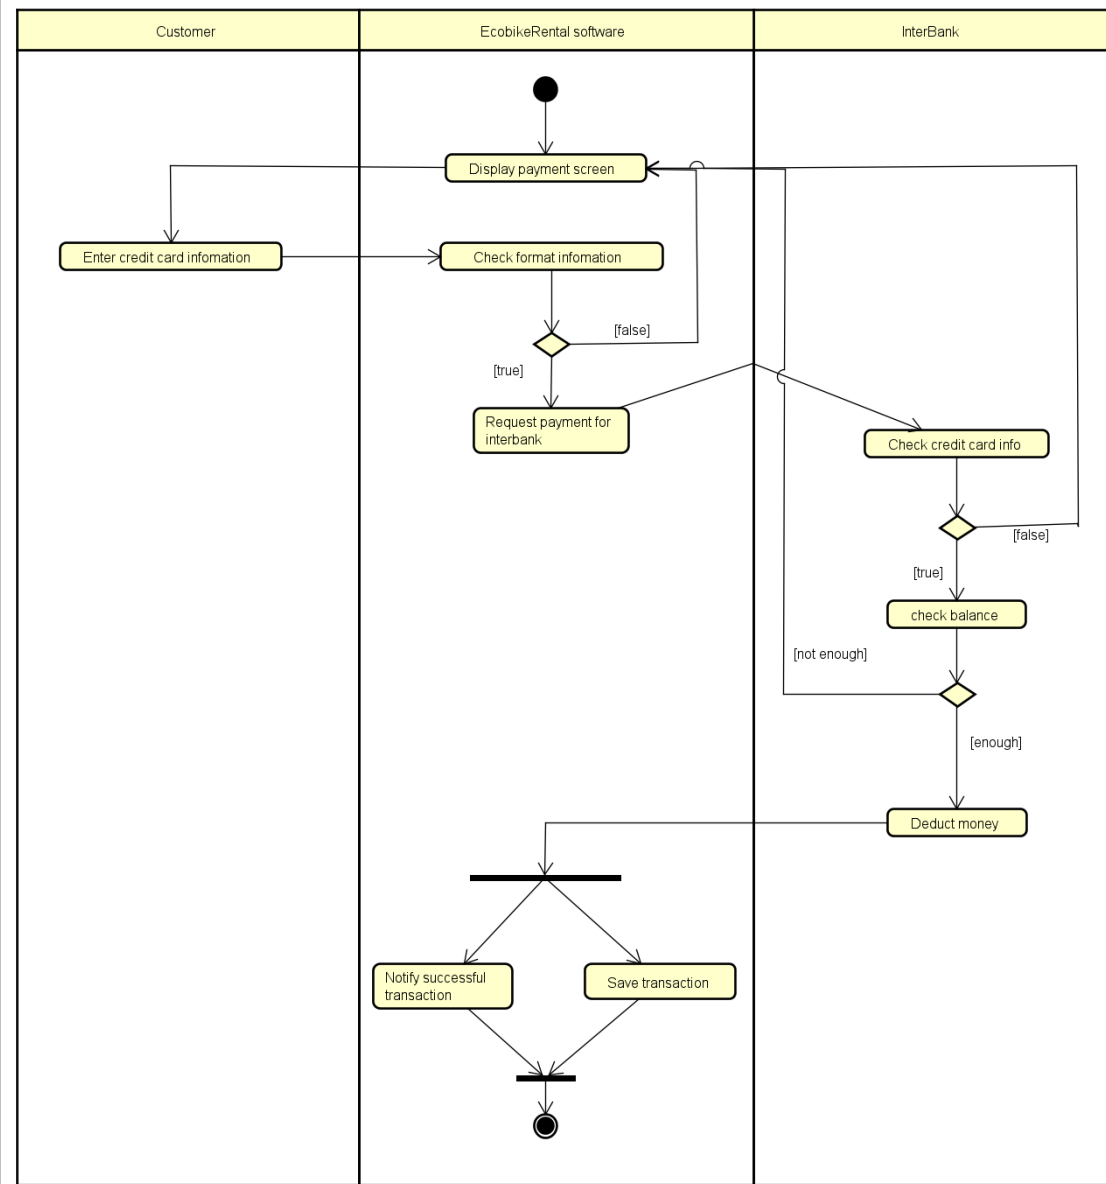 Customer
EcobikeRental software
InterBank
Display payment screen
Enter credit card infomation
Check format infomation
[false]
[true]
Request payment for
interbank
Check credit card info
[false]
[true]
check balance
[not enough]
[enough]
Deduct money
Notify successful
transaction
Save transaction